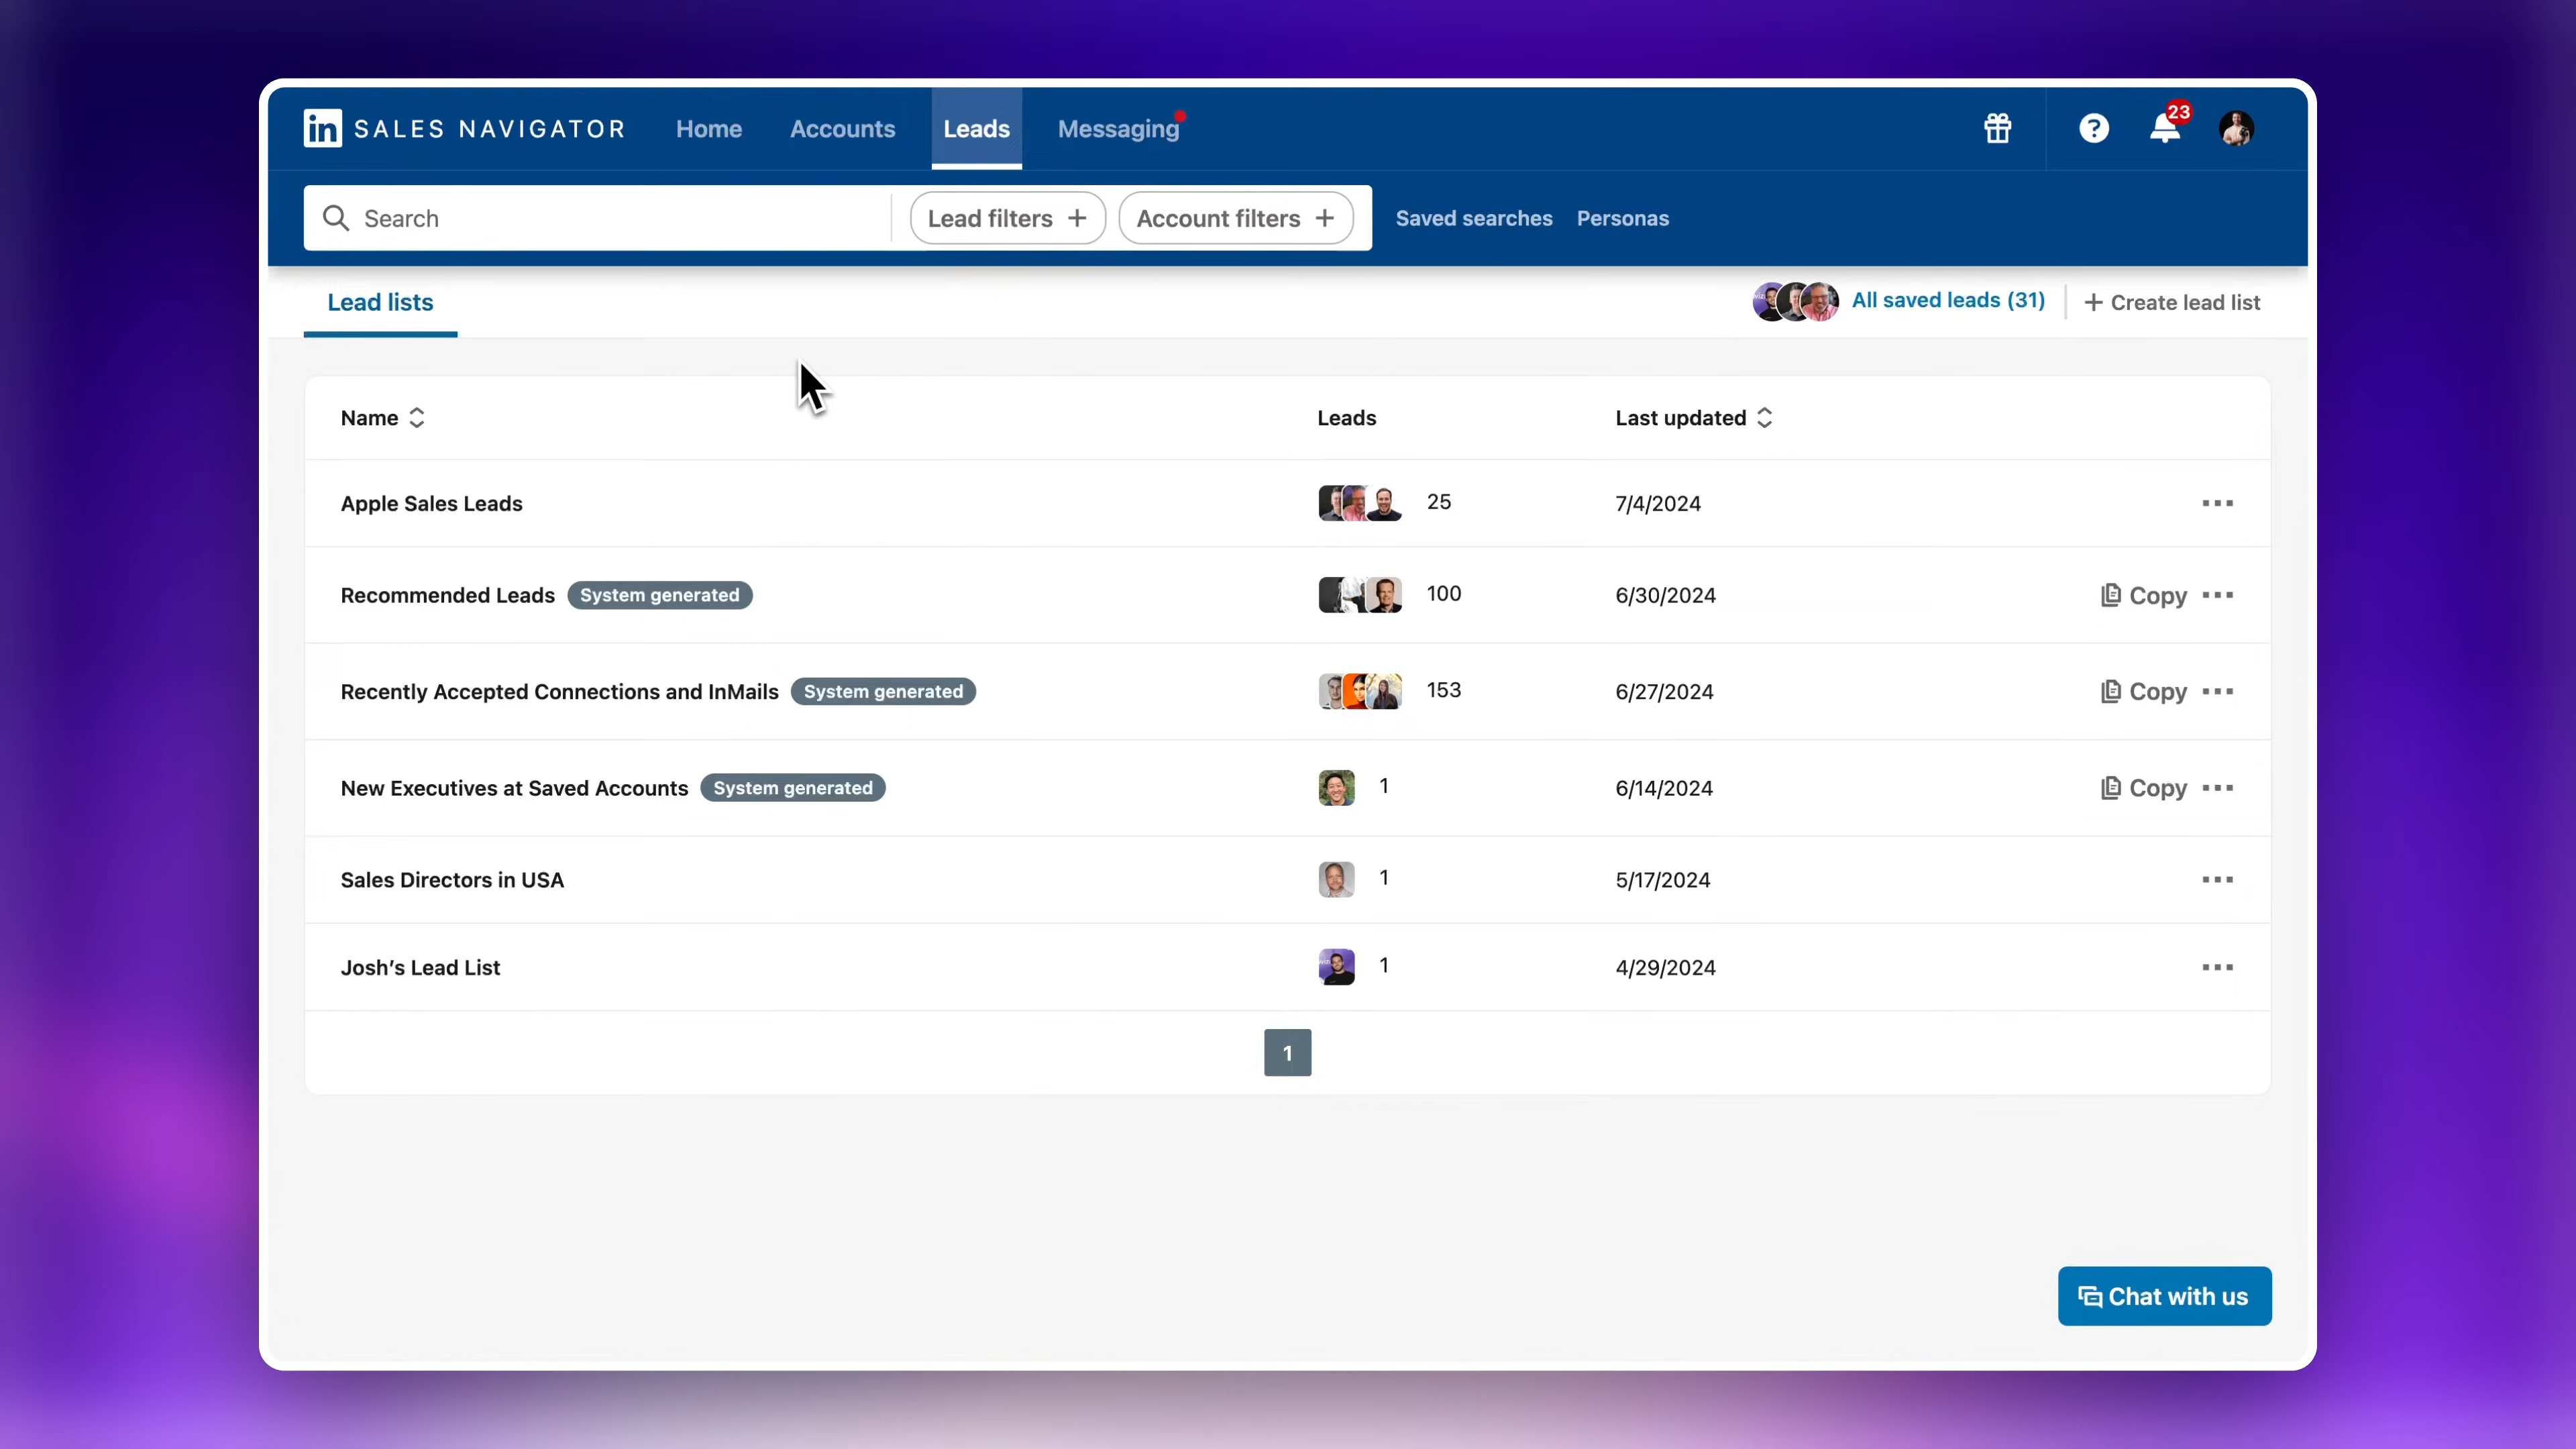 in SALES NAVIGATOR Home Accounts Leads Messaging 23
Search Lead filters + Account filters + Saved searches Personas
Lead lists All saved leads (31) + Create lead list
Name Leads Last updated
Apple Sales Leads 25 7/4/2024
Recommended Leads System generated 100 6/30/2024 Copy
Recently Accepted Connections and InMails System generated 153 6/27/2024 Copy
New Executives at Saved Accounts System generated 1 6/14/2024 Copy
Sales Directors in USA 1 5/17/2024
Josh's Lead List 1 4/29/2024
1
Chat with us